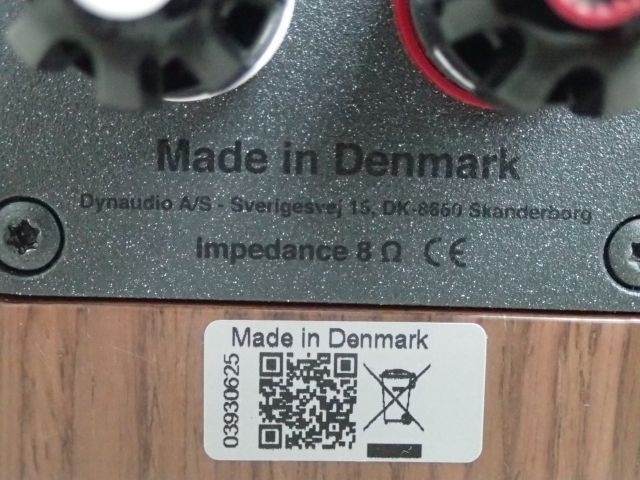 Made in Denmark
Dynaudio A/S - Sverigesvej 15, DK-8660 Skanderborg
Impedance 8 Ω CE
Made in Denmark
03930625